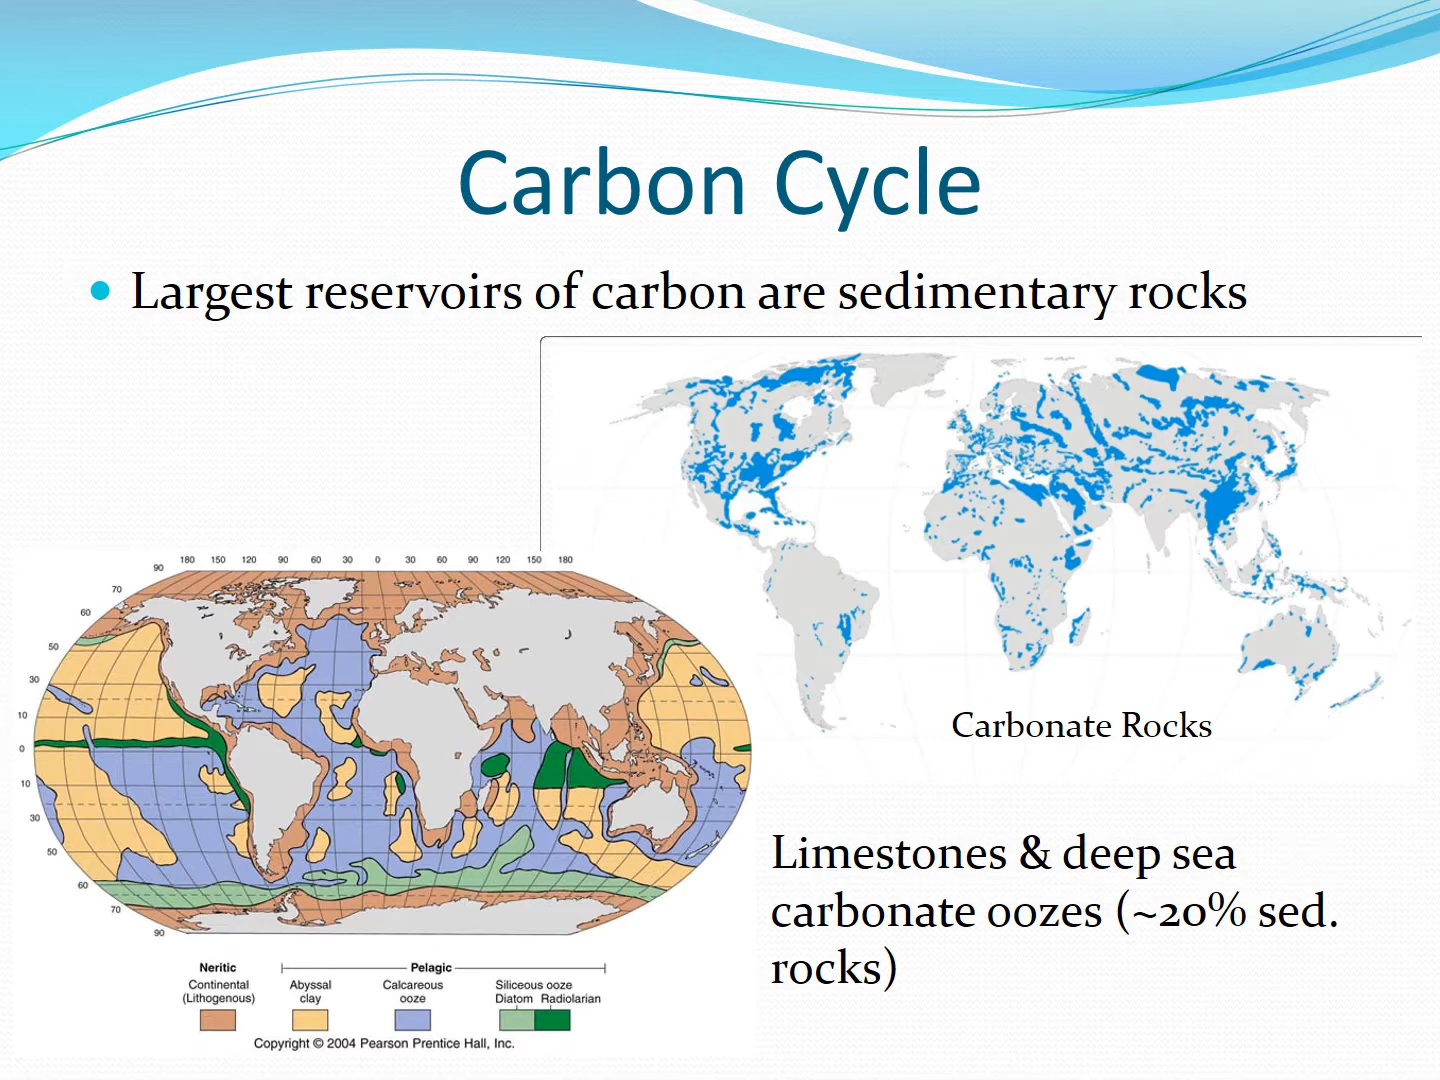 Carbon Cycle
Largest reservoirs of carbon are sedimentary rocks
Carbonate Rocks
180 150 120 90 60 30 0 30 60 90 120 150 180
90
70
60
50
30
10
0
10
30
50
60
70
90
Limestones & deep sea
carbonate oozes (~20% sed.
rocks)
Neritic Pelagic
Continental Abyssal Calcareous Siliceous ooze
(Lithogenous) clay ooze Diatom Radiolarian
Copyright © 2004 Pearson Prentice Hall, Inc.